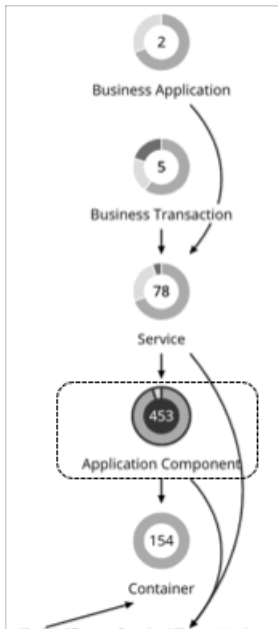 2
Business Application
5
Business Transaction
78
Service
453
Application Component
154
Container